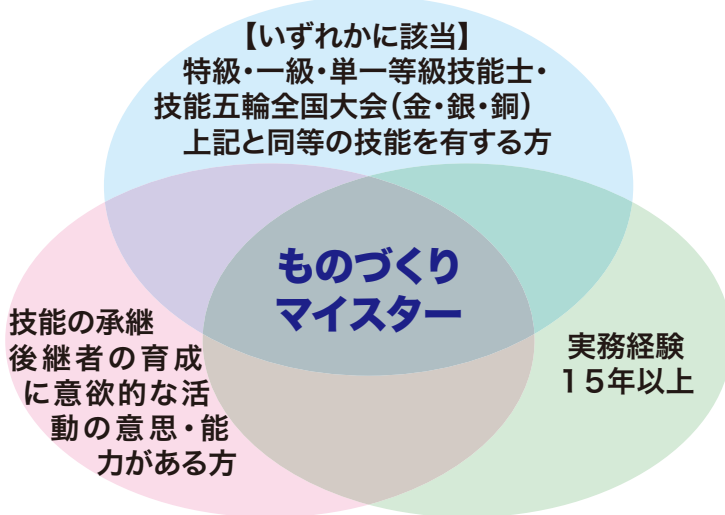 【いずれかに該当】
特級・一級・単一等級技能士・
技能五輪全国大会（金・銀・銅）
上記と同等の技能を有する方
ものづくり
マイスター
技能の承継
後継者の育成
に意欲的な活
動の意思・能
力がある方
実務経験
１５年以上